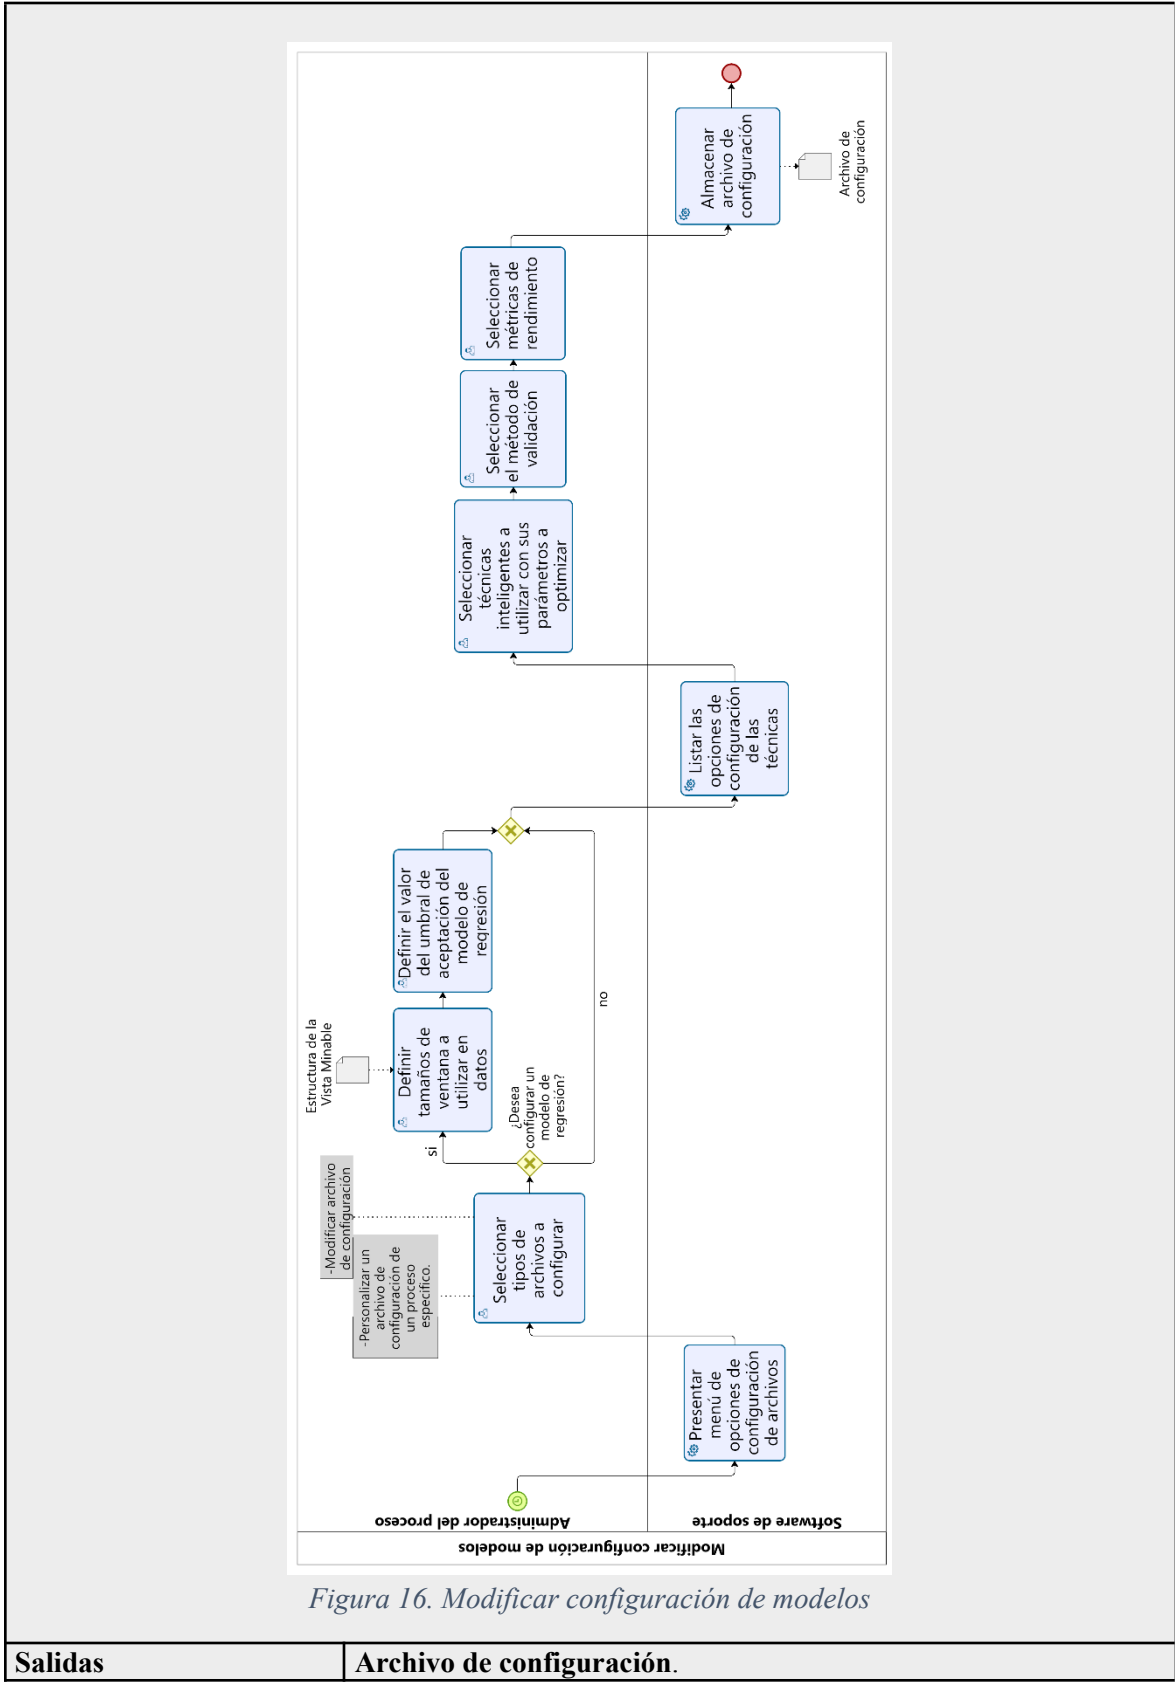 Modificar configuración de modelos
Administrador del proceso
Software de soporte
Presentar
menú de
opciones de
configuración
de archivos
Seleccionar
tipos de
archivos a
configurar
-Personalizar un
archivo de
configuración de
un proceso
especifico.
-Modificar archivo
de configuración
¿Desea
configurar un
modelo de
regresión?
si
no
Estructura de la
Vista Minable
Definir
tamaños de
ventana a
utilizar en
datos
Definir el valor
del umbral de
aceptación del
modelo de
regresión
Listar las
opciones de
configuración
de las
técnicas
Seleccionar
técnicas
inteligentes a
utilizar con sus
parámetros a
optimizar
Seleccionar
el método de
validación
Seleccionar
métricas de
rendimiento
Almacenar
archivo de
configuración
Archivo de
configuración
Figura 16. Modificar configuración de modelos
Salidas
Archivo de configuración.